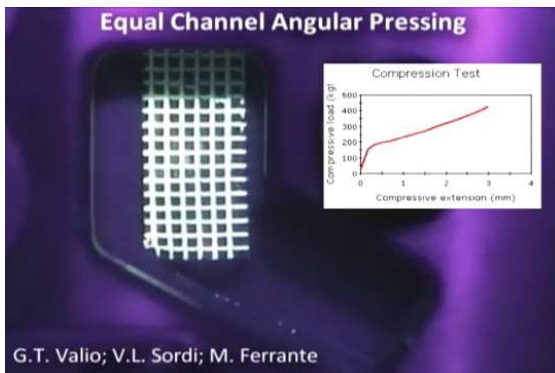 Equal Channel Angular Pressing
Compression Test
Compressive load (kg)
500
400
300
200
100
0
0
1
2
3
4
Compressive extension (mm)
G.T. Valio; V.L. Sordi; M. Ferrante